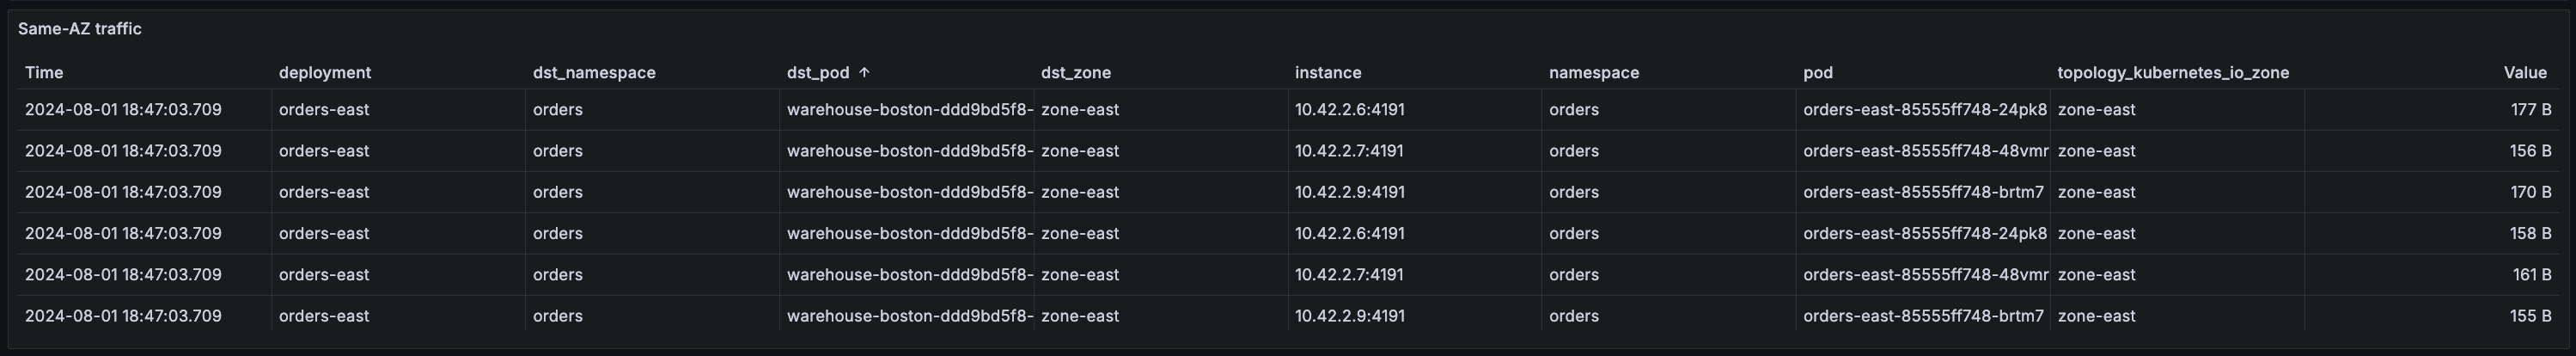 Same-AZ traffic
Time deployment dst_namespace dst_pod ↑ dst_zone instance namespace pod topology_kubernetes_io_zone Value
2024-08-01 18:47:03.709 orders-east orders warehouse-boston-ddd9bd5f8- zone-east 10.42.2.6:4191 orders orders-east-85555ff748-24pk8 zone-east 177 B
2024-08-01 18:47:03.709 orders-east orders warehouse-boston-ddd9bd5f8- zone-east 10.42.2.7:4191 orders orders-east-85555ff748-48vmr zone-east 156 B
2024-08-01 18:47:03.709 orders-east orders warehouse-boston-ddd9bd5f8- zone-east 10.42.2.9:4191 orders orders-east-85555ff748-brtm7 zone-east 170 B
2024-08-01 18:47:03.709 orders-east orders warehouse-boston-ddd9bd5f8- zone-east 10.42.2.6:4191 orders orders-east-85555ff748-24pk8 zone-east 158 B
2024-08-01 18:47:03.709 orders-east orders warehouse-boston-ddd9bd5f8- zone-east 10.42.2.7:4191 orders orders-east-85555ff748-48vmr zone-east 161 B
2024-08-01 18:47:03.709 orders-east orders warehouse-boston-ddd9bd5f8- zone-east 10.42.2.9:4191 orders orders-east-85555ff748-brtm7 zone-east 155 B